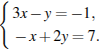 3x − y = −1,
−x + 2y = 7.